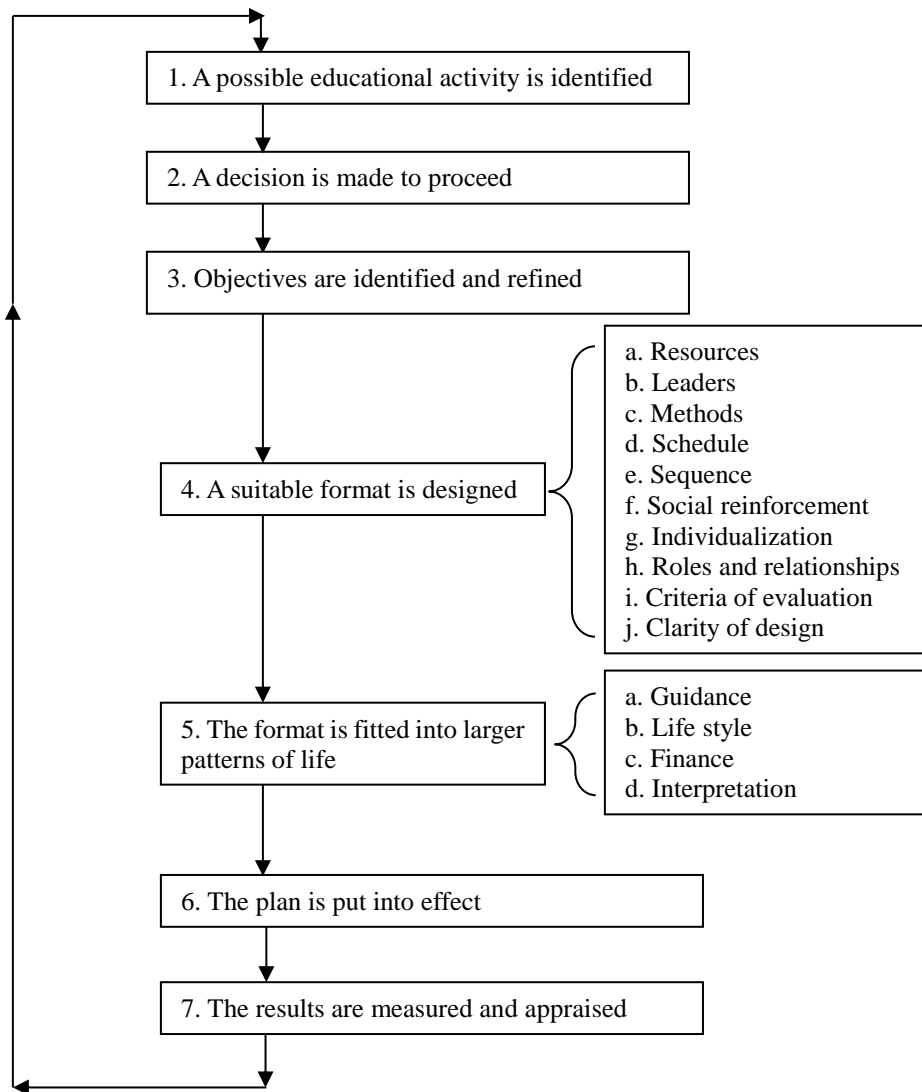 1. A possible educational activity is identified
2. A decision is made to proceed
3. Objectives are identified and refined
a. Resources
b. Leaders
c. Methods
d. Schedule
e. Sequence
f. Social reinforcement
g. Individualization
h. Roles and relationships
i. Criteria of evaluation
j. Clarity of design
4. A suitable format is designed
a. Guidance
b. Life style
c. Finance
d. Interpretation
5. The format is fitted into larger
patterns of life
6. The plan is put into effect
7. The results are measured and appraised